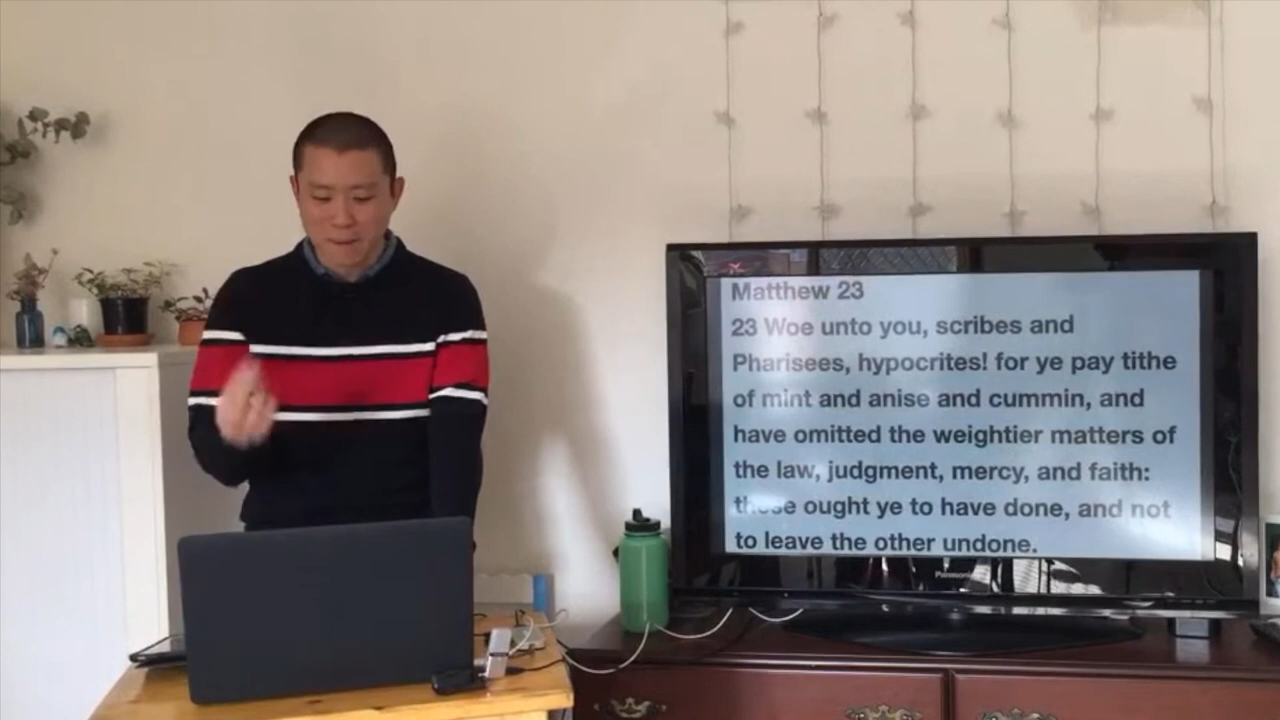 Matthew 23
23 Woe unto you, scribes and
Pharisees, hypocrites! for ye pay tithe
of mint and anise and cummin, and
have omitted the weightier matters of
the law, judgment, mercy, and faith:
these ought ye to have done, and not
to leave the other undone.
Panasonic